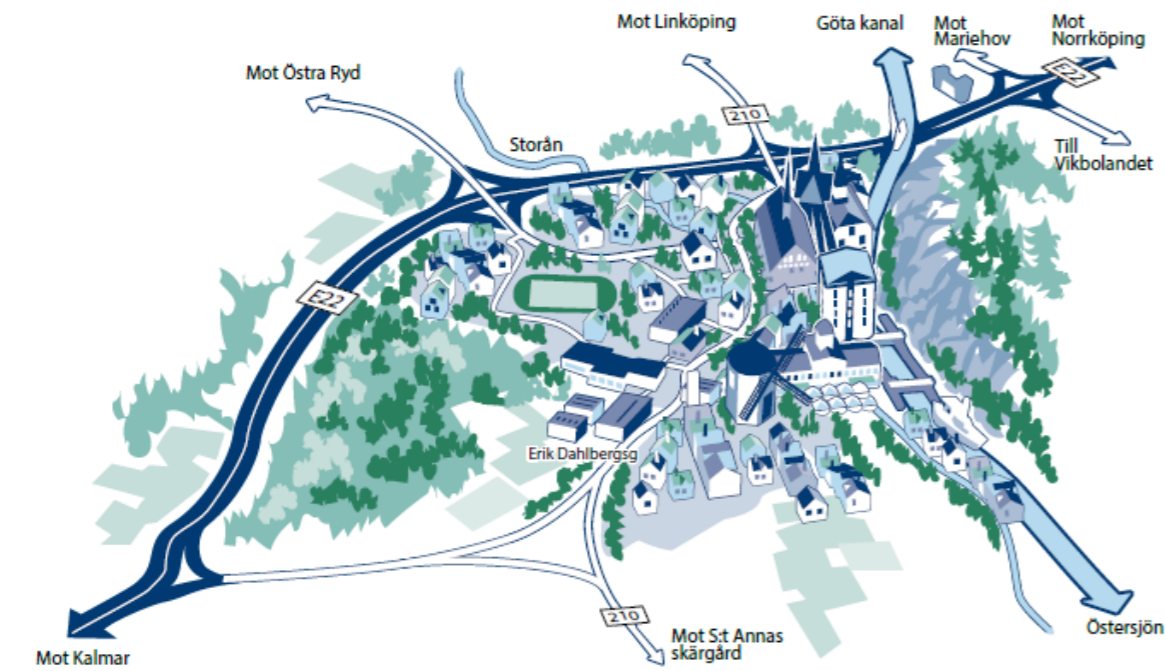 Mot Linköping
Göta kanal
Mot
Mariehov
Mot
Norrköping
Mot Östra Ryd
E22
210
Storån
Till
Vikbolandet
E22
Erik Dahlbergsg
210
Mot S:t Annas
skärgård
Östersjön
Mot Kalmar